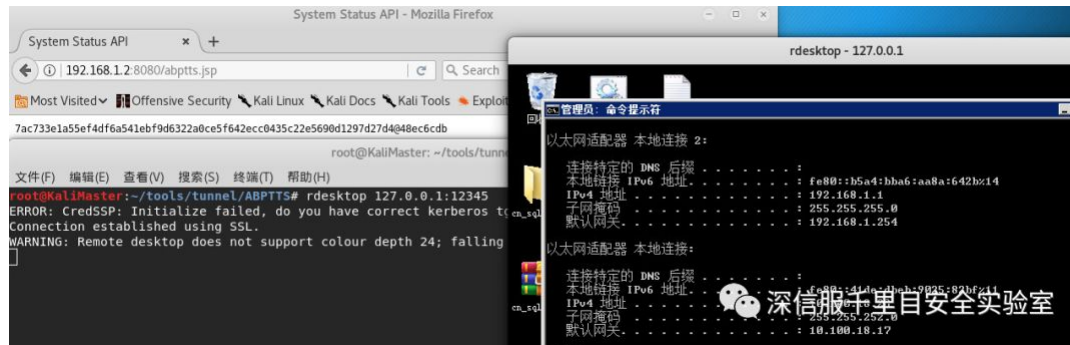 System Status API - Mozilla Firefox
System Status API × +
192.168.1.2:8080/abptts.jsp
Search
Most Visited Offensive Security Kali Linux Kali Docs Kali Tools Exploit
7ac733e1a55ef4df6a541ebf9d6322a0ce5f642ecc0435c22e5690d1297d27d4@48ec6cdb
root@KaliMaster: ~/tools/tunn
文件(F) 编辑(E) 查看(V) 搜索(S) 终端(T) 帮助(H)
root@KaliMaster:~/tools/tunnel/ABPTTS# rdesktop 127.0.0.1:12345
ERROR: CredSSP: Initialize failed, do you have correct kerberos tg
Connection established using SSL.
WARNING: Remote desktop does not support colour depth 24; falling
rdesktop - 127.0.0.1
管理员: 命令提示符
以太网适配器 本地连接 2:
连接特定的 DNS 后缀 . . . . . . . :
本地链接 IPv6 地址. . . . . . . . : fe80::b5a4:bba6:aa8a:642b%14
IPv4 地址 . . . . . . . . . . . . : 192.168.1.1
子网掩码 . . . . . . . . . . . . : 255.255.255.0
默认网关. . . . . . . . . . . . . : 192.168.1.254
以太网适配器 本地连接:
连接特定的 DNS 后缀 . . . . . . . :
本地链接 IPv6 地址. . . . . . . . :
IPv4 地址 . . . . . . . . . . . . :
子网掩码 . . . . . . . . . . . . : 255.255.252.0
默认网关. . . . . . . . . . . . . : 10.100.18.17
cn_sql
cn_sql
深信服千里目安全实验室